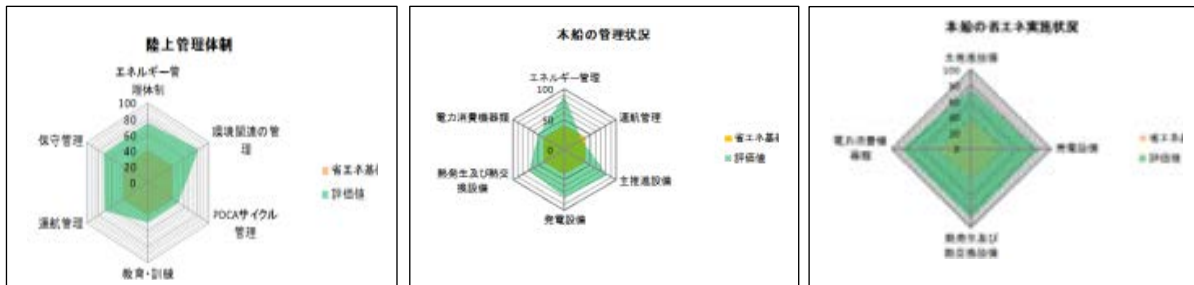 陸上管理体制
エネルギー管
理体制
100
80
60
40
20
0
環境関連の管
理
PDCAサイクル
管理
教育・訓練
運航管理
保守管理
省エネ基
評価値
本船の管理状況
エネルギー管理
100
50
0
運航管理
主推進設備
発電設備
熱発生及び熱交
換設備
電力消費機器類
省エネ基
評価値
本船の省エネ実施状況
主推進設備
100
発電設備
熱発生及び
熱交換設備
電力消費機
器類
省エネ基
評価値